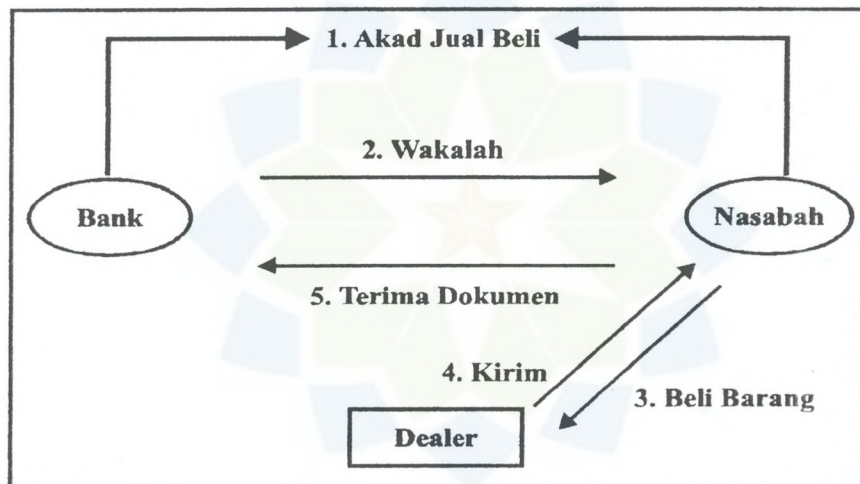 1. Akad Jual Beli
2. Wakalah
Bank
Nasabah
5. Terima Dokumen
4. Kirim
3. Beli Barang
Dealer